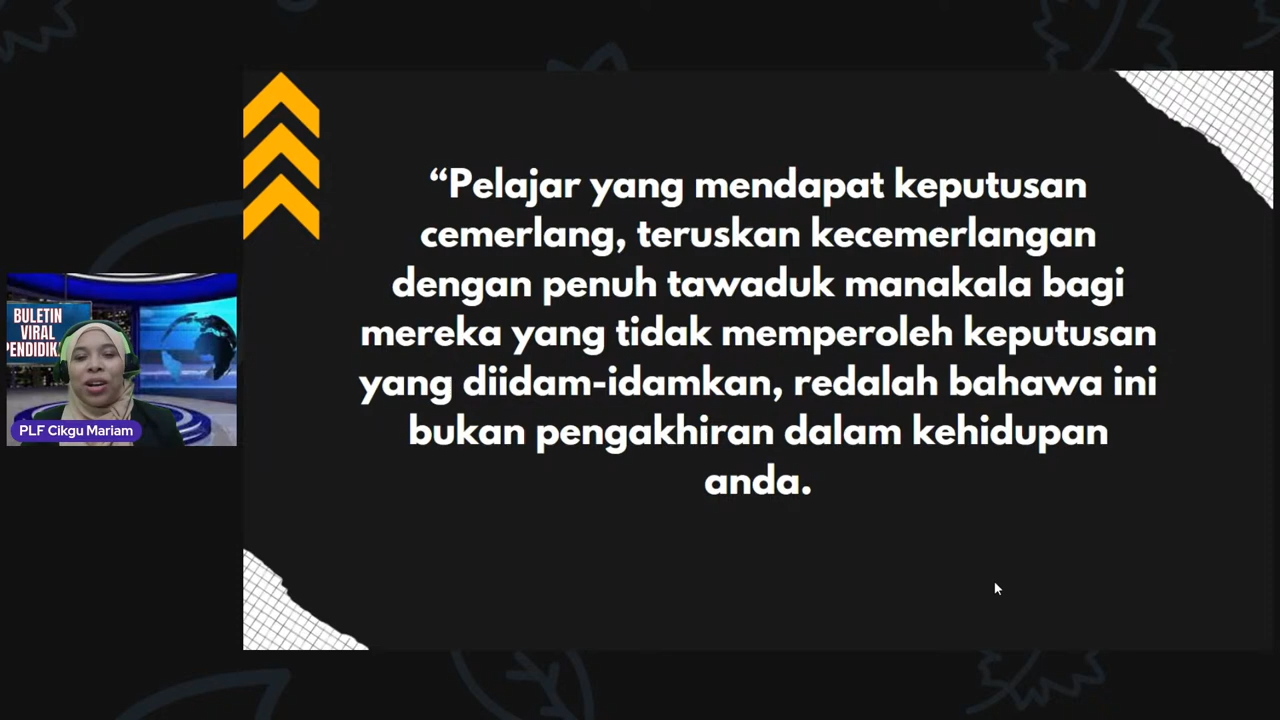 “Pelajar yang mendapat keputusan
cemerlang, teruskan kecemerlangan
dengan penuh tawaduk manakala bagi
mereka yang tidak memperoleh keputusan
yang diidam-idamkan, redalah bahawa ini
bukan pengakhiran dalam kehidupan
anda.
BULETIN
VIRAL
PENDIDIK
PLF Cikgu Mariam